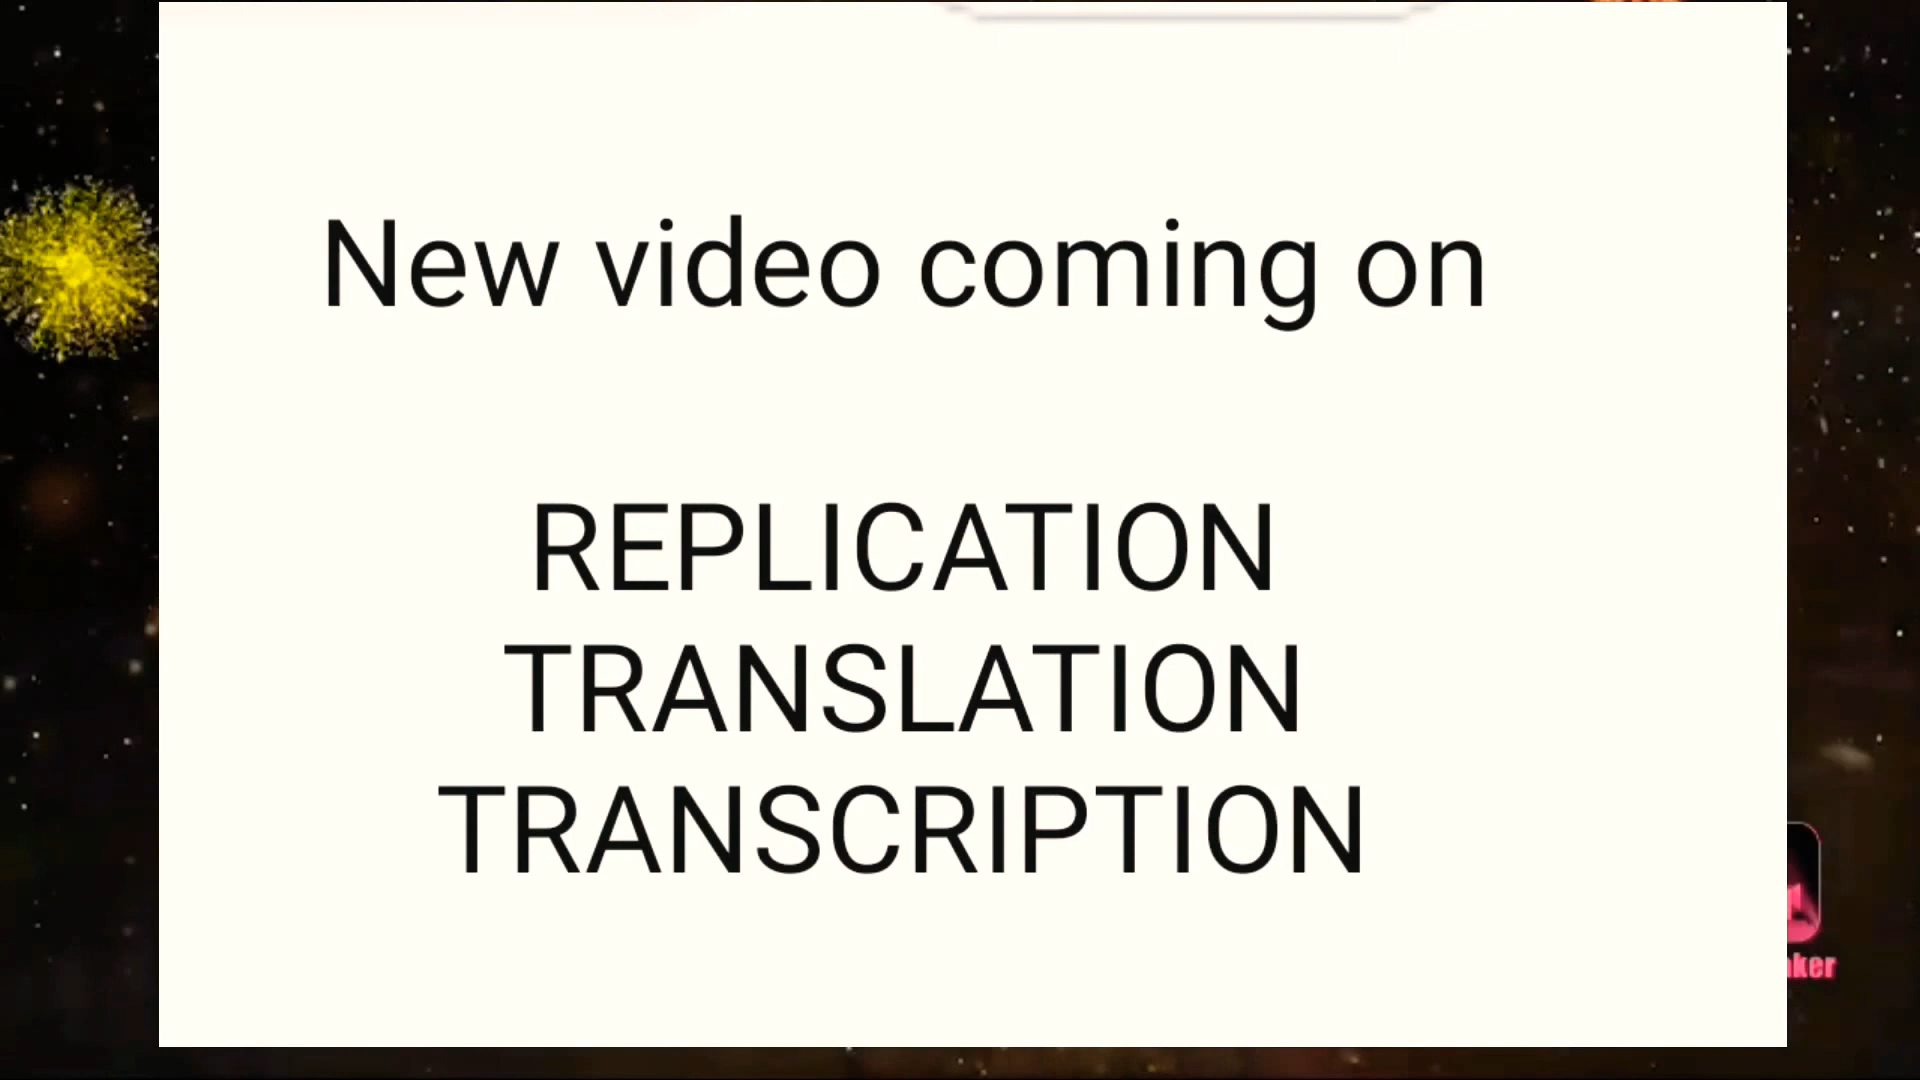 New video coming on
REPLICATION
TRANSLATION
TRANSCRIPTION